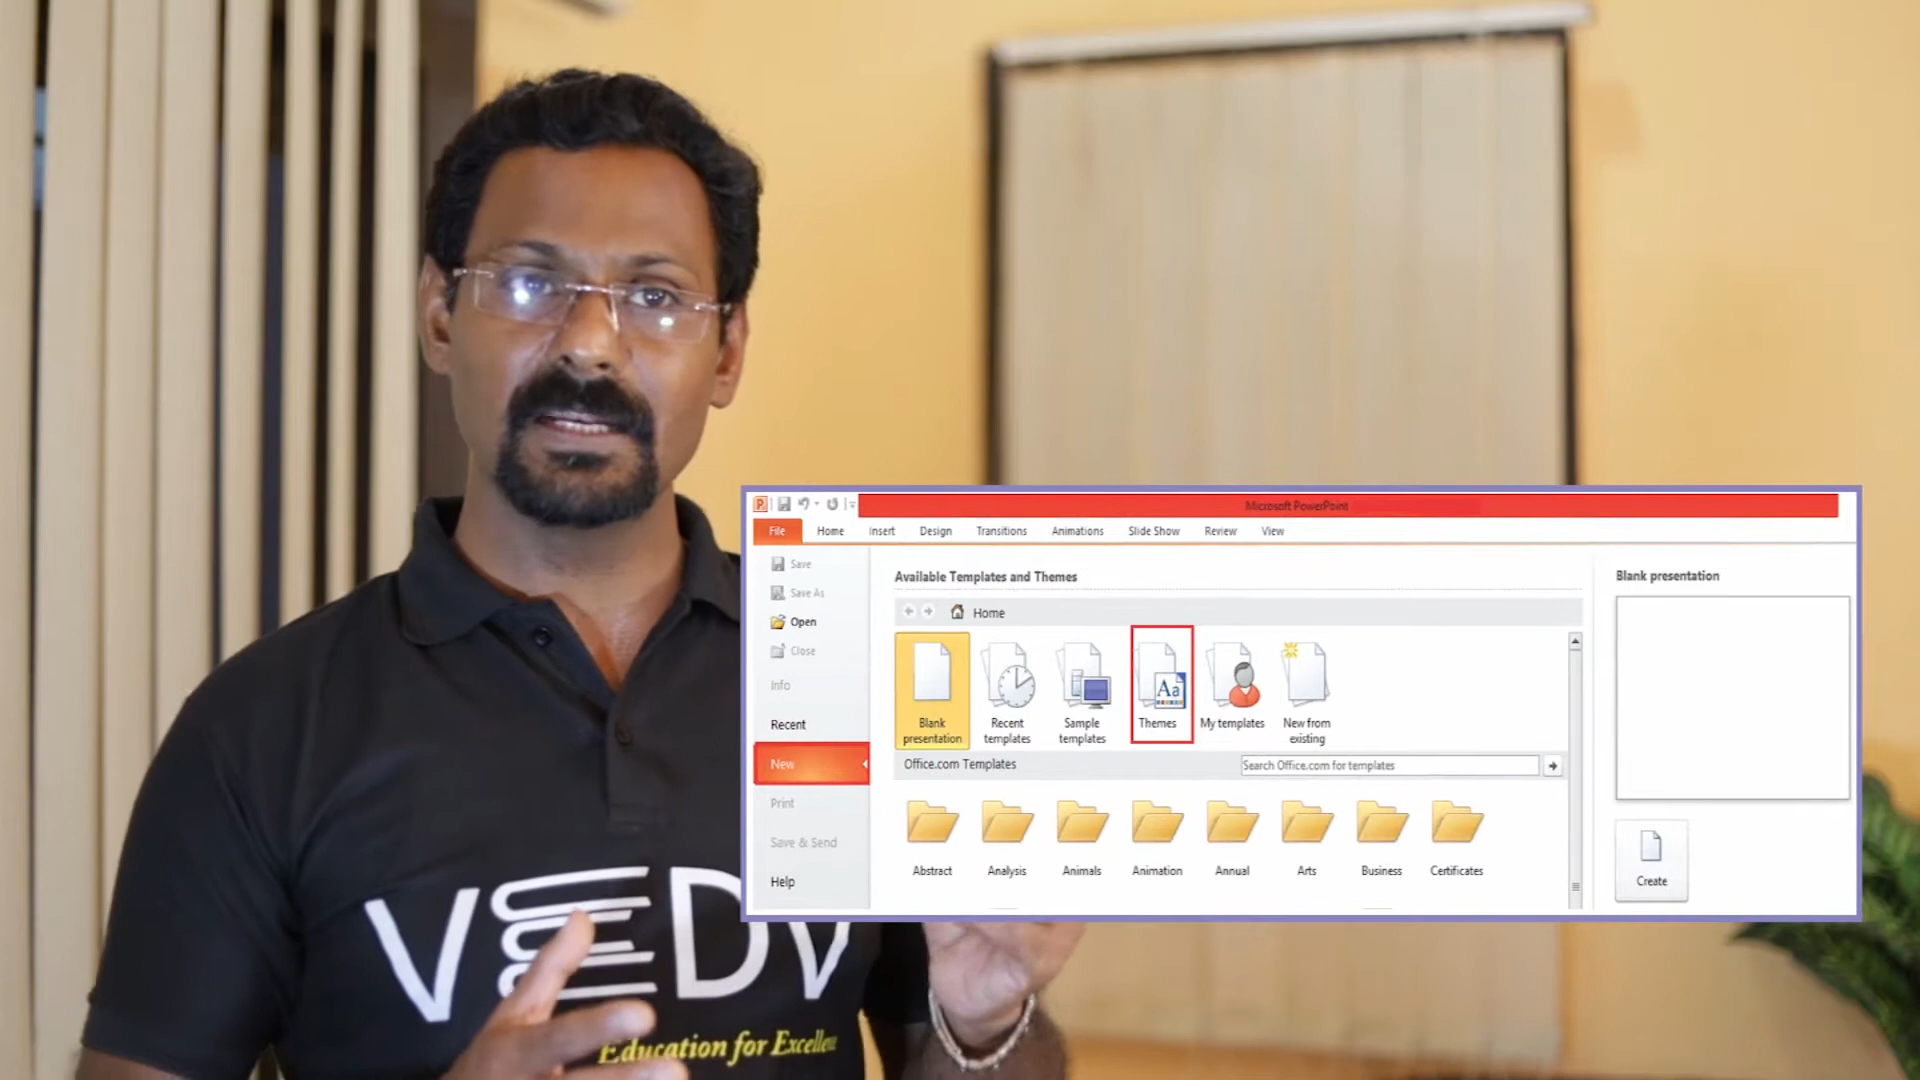 Microsoft PowerPoint
File Home Insert Design Transitions Animations Slide Show Review View
Save
Save As
Open
Close
Info
Recent
New
Print
Save & Send
Help
Available Templates and Themes
Home
Blank presentation
Recent templates
Sample templates
Themes
My templates
New from existing
Office.com Templates
Search Office.com for templates
Abstract
Analysis
Animals
Animation
Annual
Arts
Business
Certificates
Blank presentation
Create
Education for